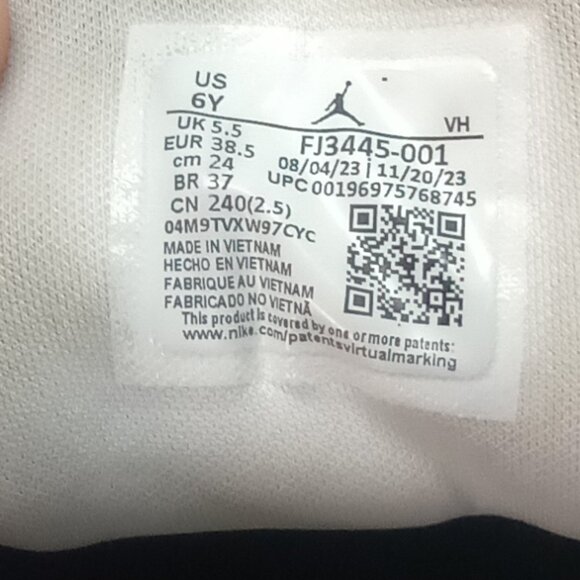 US
6Y
VH
UK 5.5
EUR 38.5
cm 24
BR 37
CN 240(2.5)
FJ3445-001
08/04/23 | 11/20/23
UPC 00196975768745
04M9TVXW97CYC
MADE IN VIETNAM
HECHO EN VIETNAM
FABRIQUE AU VIETNAM
FABRICADO NO VIETNÃ
This product is covered by one or more patents:
www.nike.com/patentsvirtualmarking